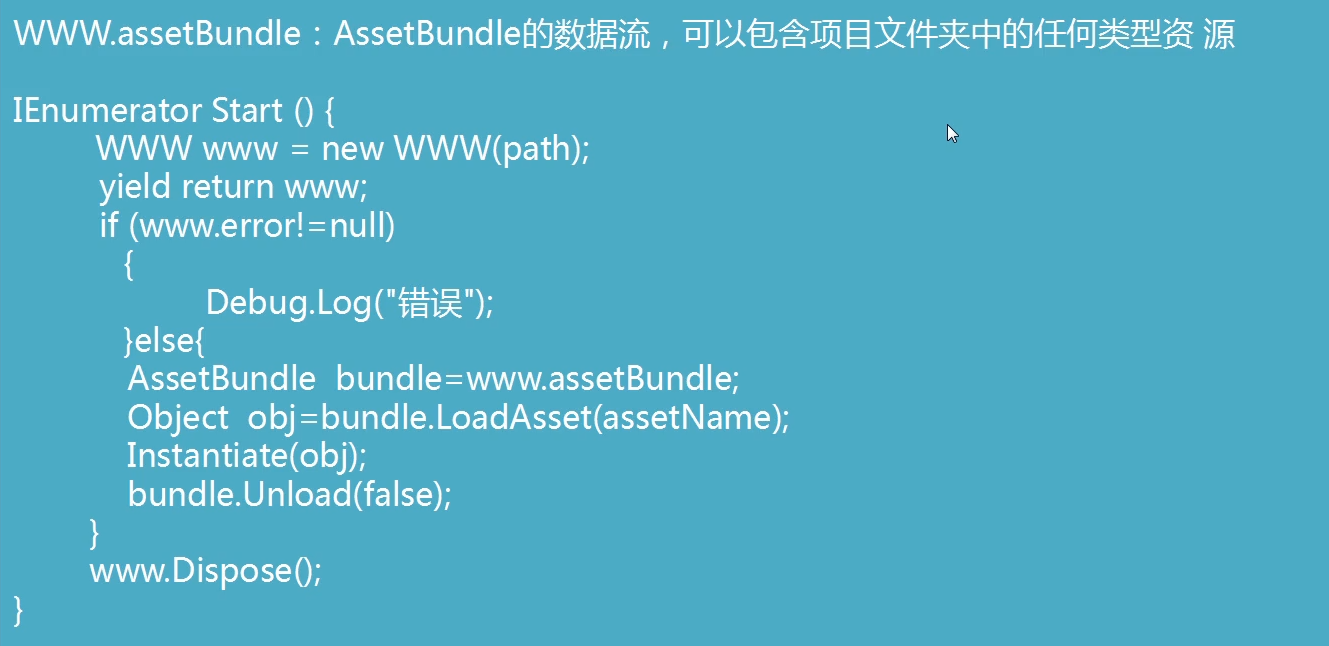 WWW.assetBundle：AssetBundle的数据流，可以包含项目文件夹中的任何类型资 源
IEnumerator Start () {
WWW www = new WWW(path);
yield return www;
if (www.error!=null)
{
Debug.Log("错误");
}else{
AssetBundle  bundle=www.assetBundle;
Object  obj=bundle.LoadAsset(assetName);
Instantiate(obj);
bundle.Unload(false);
}
www.Dispose();
}